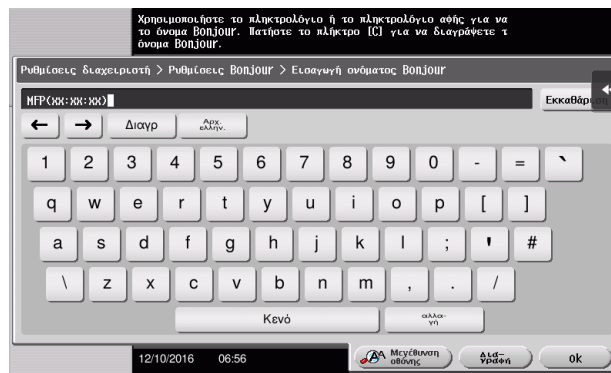 Χρησιμοποιήστε το πληκτρολόγιο ή το πληκτρολόγιο αφής για να
το όνομα Bonjour. Πατήστε το πλήκτρο [C] για να διαγράψετε τ
όνομα Bonjour.
Ρυθμίσεις διαχειριστή > Ρυθμίσεις Bonjour > Εισαγωγή ονόματος Bonjour
MFP(xx:xx:xx)
← → Διαγρ Αρχ. ελλην.
1 2 3 4 5 6 7 8 9 0 - = `
q w e r t y u i o p [ ]
a s d f g h j k l ; ' #
\ z x c v b n m , . /
Κενό αλλα-
γή
12/10/2016 06:56 Μεγέθυνση
οθόνης Δια-
γραφή Ok